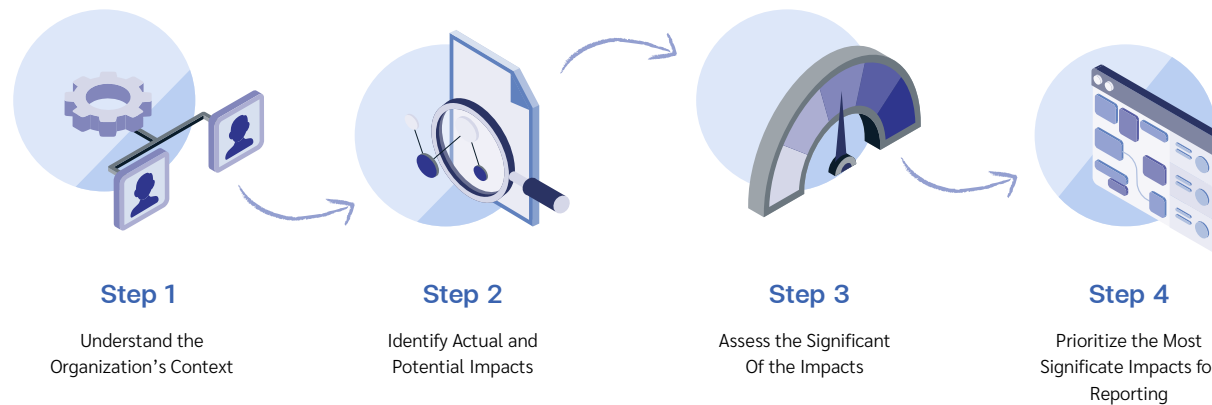 Step 1
Understand the
Organization's Context
Step 2
Identify Actual and
Potential Impacts
Step 3
Assess the Significant
Of the Impacts
Step 4
Prioritize the Most
Significate Impacts fo
Reporting